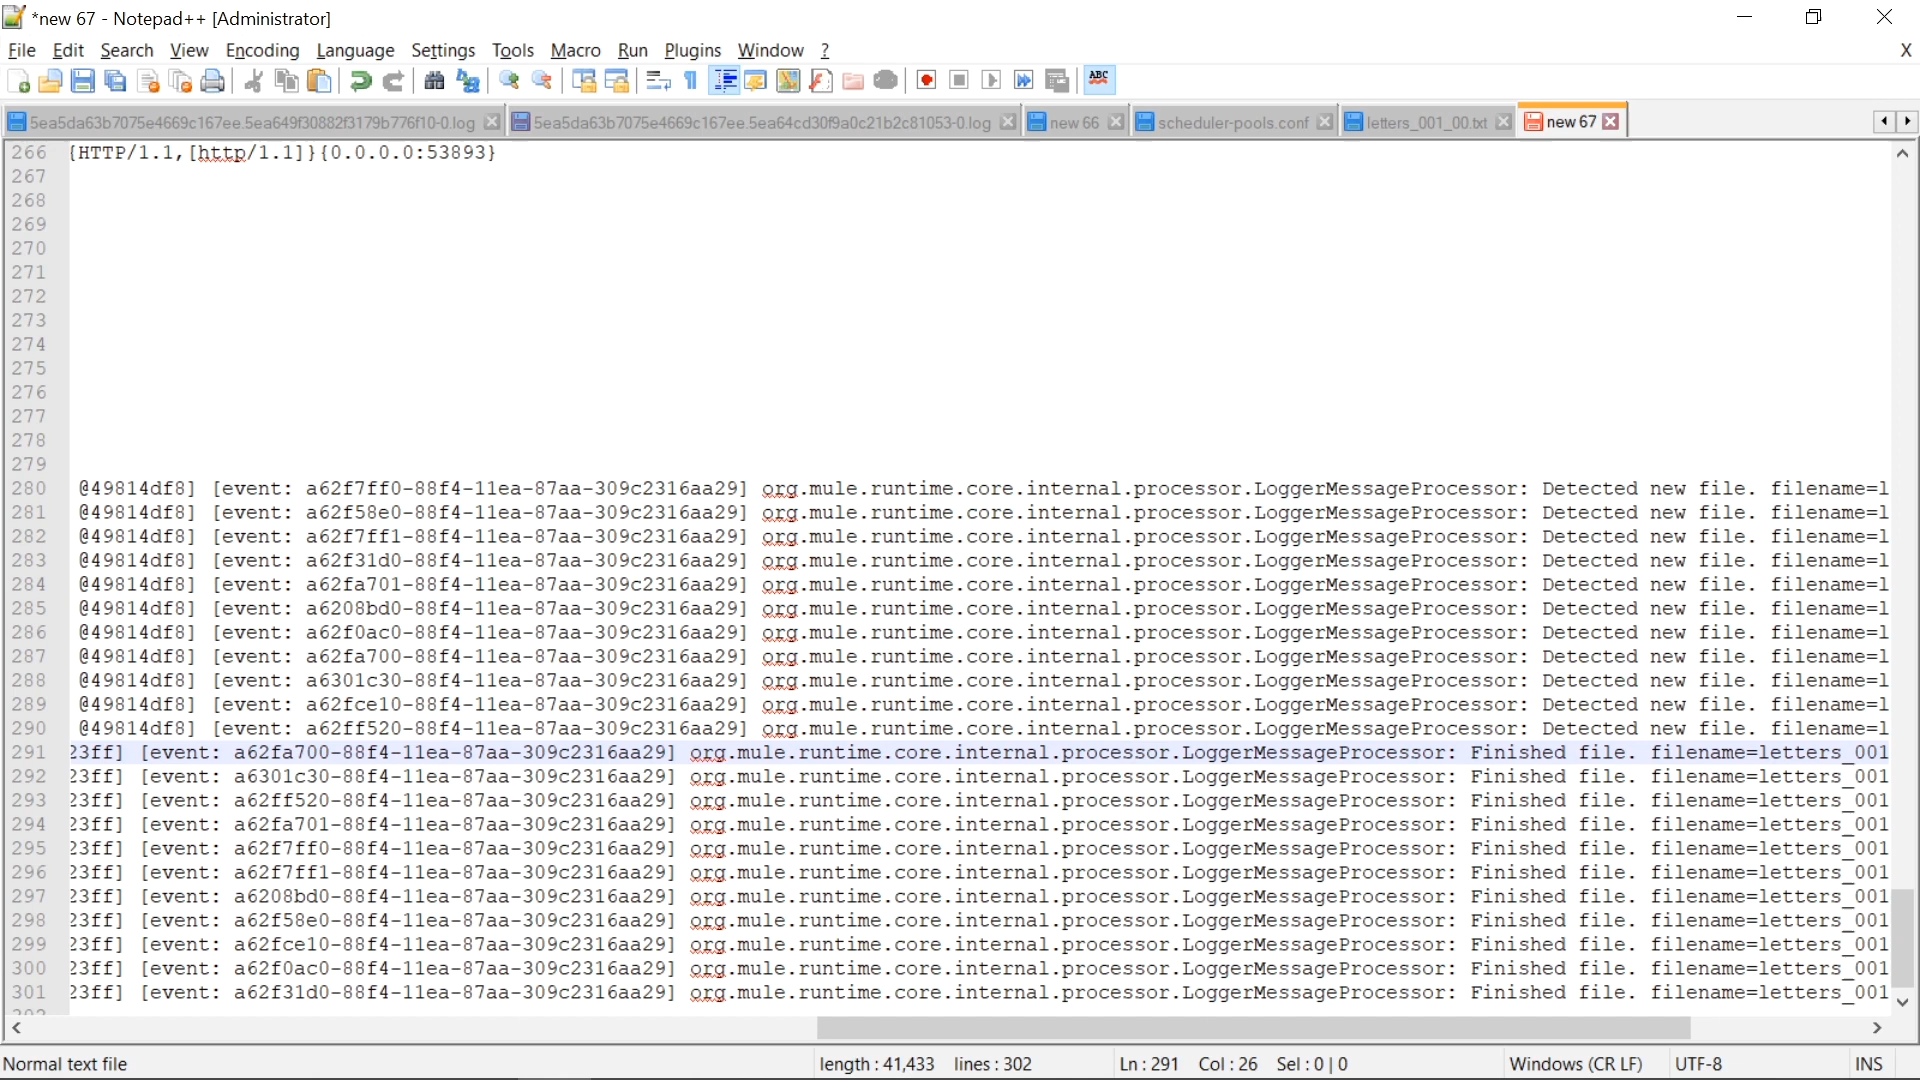 *new 67 - Notepad++ [Administrator]
File Edit Search View Encoding Language Settings Tools Macro Run Plugins Window ? X
ABC
5ea5da63b7075e4669c167ee.5ea649f30882f3179b776f10-0.log 5ea5da63b7075e4669c167ee.5ea64cd30f9a0c21b2c81053-0.log new 66 scheduler-pools.conf letters_001_00.txt new 67
266 {HTTP/1.1,[http/1.1]}{0.0.0.0:53893}
267
268
269
270
271
272
273
274
275
276
277
278
279
280 @49814df8] [event: a62f7ff0-88f4-11ea-87aa-309c2316aa29] org.mule.runtime.core.internal.processor.LoggerMessageProcessor: Detected new file. filename=l
281 @49814df8] [event: a62f58e0-88f4-11ea-87aa-309c2316aa29] org.mule.runtime.core.internal.processor.LoggerMessageProcessor: Detected new file. filename=l
282 @49814df8] [event: a62f7ff1-88f4-11ea-87aa-309c2316aa29] org.mule.runtime.core.internal.processor.LoggerMessageProcessor: Detected new file. filename=l
283 @49814df8] [event: a62f31d0-88f4-11ea-87aa-309c2316aa29] org.mule.runtime.core.internal.processor.LoggerMessageProcessor: Detected new file. filename=l
284 @49814df8] [event: a62fa701-88f4-11ea-87aa-309c2316aa29] org.mule.runtime.core.internal.processor.LoggerMessageProcessor: Detected new file. filename=l
285 @49814df8] [event: a6208bd0-88f4-11ea-87aa-309c2316aa29] org.mule.runtime.core.internal.processor.LoggerMessageProcessor: Detected new file. filename=l
286 @49814df8] [event: a62f0ac0-88f4-11ea-87aa-309c2316aa29] org.mule.runtime.core.internal.processor.LoggerMessageProcessor: Detected new file. filename=l
287 @49814df8] [event: a62fa700-88f4-11ea-87aa-309c2316aa29] org.mule.runtime.core.internal.processor.LoggerMessageProcessor: Detected new file. filename=l
288 @49814df8] [event: a6301c30-88f4-11ea-87aa-309c2316aa29] org.mule.runtime.core.internal.processor.LoggerMessageProcessor: Detected new file. filename=l
289 @49814df8] [event: a62fce10-88f4-11ea-87aa-309c2316aa29] org.mule.runtime.core.internal.processor.LoggerMessageProcessor: Detected new file. filename=l
290 @49814df8] [event: a62ff520-88f4-11ea-87aa-309c2316aa29] org.mule.runtime.core.internal.processor.LoggerMessageProcessor: Detected new file. filename=l
291 23ff] [event: a62fa700-88f4-11ea-87aa-309c2316aa29] org.mule.runtime.core.internal.processor.LoggerMessageProcessor: Finished file. filename=letters_001
292 23ff] [event: a6301c30-88f4-11ea-87aa-309c2316aa29] org.mule.runtime.core.internal.processor.LoggerMessageProcessor: Finished file. filename=letters_001
293 23ff] [event: a62ff520-88f4-11ea-87aa-309c2316aa29] org.mule.runtime.core.internal.processor.LoggerMessageProcessor: Finished file. filename=letters_001
294 23ff] [event: a62fa701-88f4-11ea-87aa-309c2316aa29] org.mule.runtime.core.internal.processor.LoggerMessageProcessor: Finished file. filename=letters_001
295 23ff] [event: a62f7ff0-88f4-11ea-87aa-309c2316aa29] org.mule.runtime.core.internal.processor.LoggerMessageProcessor: Finished file. filename=letters_001
296 23ff] [event: a62f7ff1-88f4-11ea-87aa-309c2316aa29] org.mule.runtime.core.internal.processor.LoggerMessageProcessor: Finished file. filename=letters_001
297 23ff] [event: a6208bd0-88f4-11ea-87aa-309c2316aa29] org.mule.runtime.core.internal.processor.LoggerMessageProcessor: Finished file. filename=letters_001
298 23ff] [event: a62f58e0-88f4-11ea-87aa-309c2316aa29] org.mule.runtime.core.internal.processor.LoggerMessageProcessor: Finished file. filename=letters_001
299 23ff] [event: a62fce10-88f4-11ea-87aa-309c2316aa29] org.mule.runtime.core.internal.processor.LoggerMessageProcessor: Finished file. filename=letters_001
300 23ff] [event: a62f0ac0-88f4-11ea-87aa-309c2316aa29] org.mule.runtime.core.internal.processor.LoggerMessageProcessor: Finished file. filename=letters_001
301 23ff] [event: a62f31d0-88f4-11ea-87aa-309c2316aa29] org.mule.runtime.core.internal.processor.LoggerMessageProcessor: Finished file. filename=letters_001
302
Normal text file length : 41,433 lines : 302 Ln : 291 Col : 26 Sel : 0 | 0 Windows (CR LF) UTF-8 INS